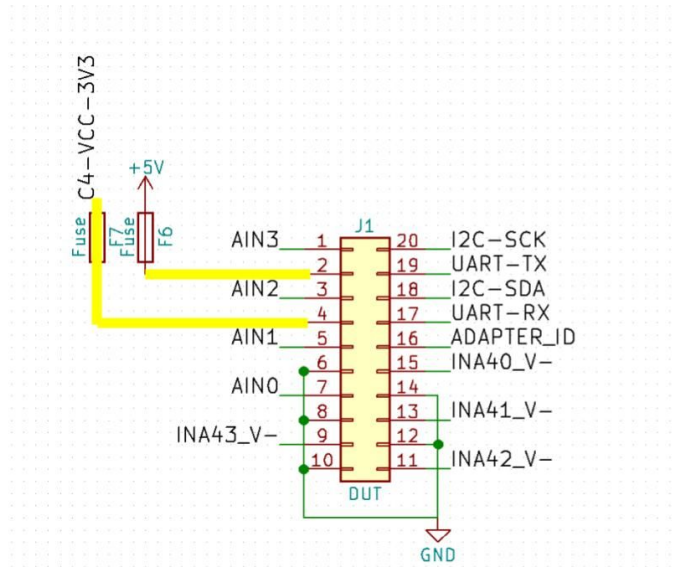 C4-VCC-3V3
+5V
Fuse
F7
Fuse
F6
J1
AIN3
1
20
I2C-SCK
2
19
UART-TX
AIN2
3
18
I2C-SDA
4
17
UART-RX
AIN1
5
16
ADAPTER_ID
6
15
INA40_V-
AIN0
7
14
8
13
INA41_V-
INA43_V-
9
12
10
11
INA42_V-
DUT
GND